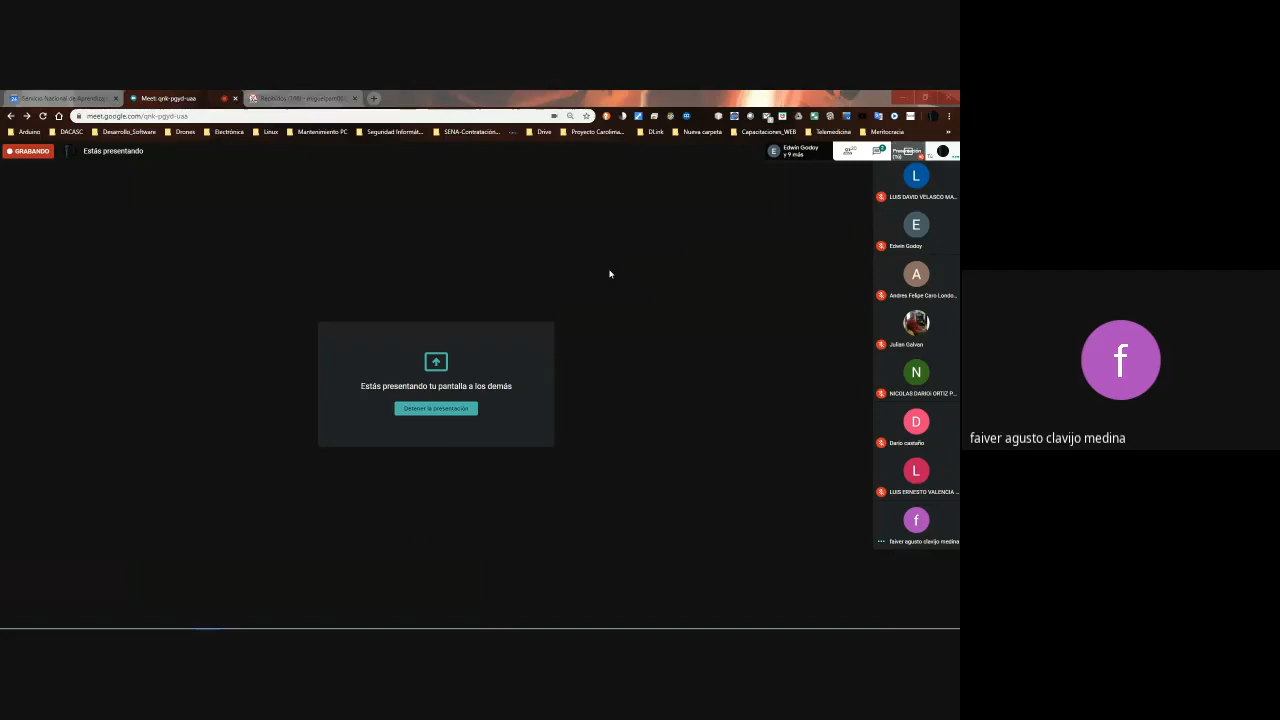 Servicio Nacional de Aprendizaj
Meet: qnk-pgyd-uaa
Recibidos (108) -
meet.google.com/qnk-pgyd-uaa
Arduino
DACASC
Desarrollo_Software
Drones
Electrónica
Linux
Mantenimiento PC
Seguridad Informát...
SENA-Contratación...
Drive
Proyecto Carolima...
DLink
Nueva carpeta
Capacitaciones_WEB
Telemedicina
Meritocracia
»
GRABANDO
Estás presentando
E
Edwin Godoy
y 9 más
L
LUIS DAVID VELASCO MA...
E
Edwin Godoy
A
Andres Felipe Caro Londo...
Julian Galvan
N
NICOLAS DARIOI ORTIZ P...
D
Dario castaño
L
LUIS ERNESTO VALENCIA ...
f
faiver agusto clavijo medina
Estás presentando tu pantalla a los demás
Detener la presentación
f
faiver agusto clavijo medina